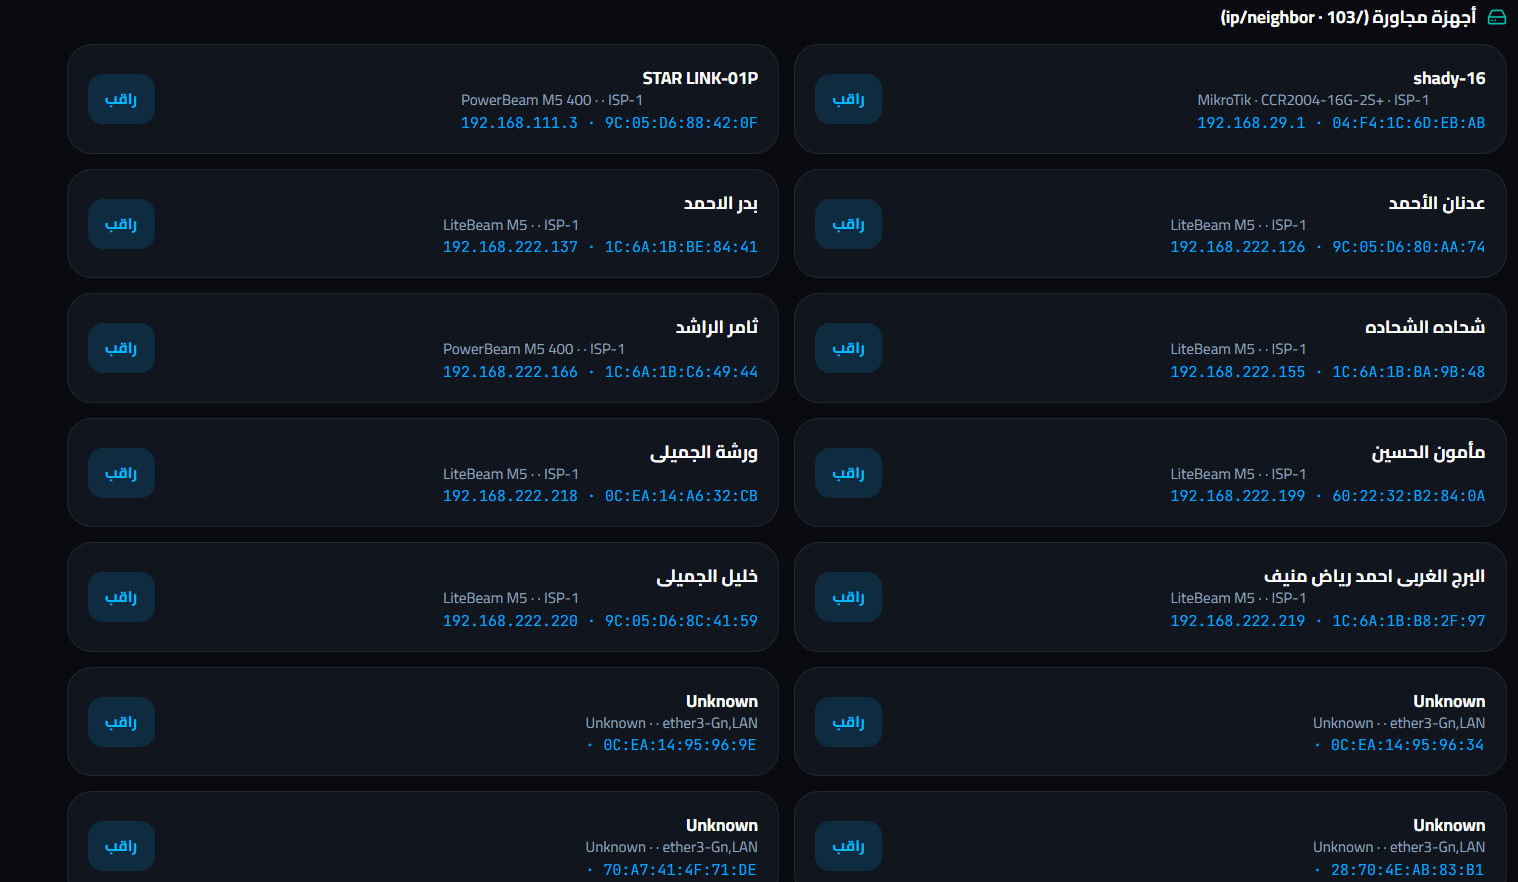 أجهزة مجاورة (/ip/neighbor · 103)
shady-16
MikroTik · CCR2004-16G-2S+ · ISP-1
192.168.29.1 · 04:F4:1C:6D:EB:AB
راقب
STAR LINK-01P
PowerBeam M5 400 · · ISP-1
192.168.111.3 · 9C:05:D6:88:42:0F
راقب
عدنان الأحمد
LiteBeam M5 · · ISP-1
192.168.222.126 · 9C:05:D6:80:AA:74
راقب
بدر الاحمد
LiteBeam M5 · · ISP-1
192.168.222.137 · 1C:6A:1B:BE:84:41
راقب
شحاده الشحاده
LiteBeam M5 · · ISP-1
192.168.222.155 · 1C:6A:1B:BA:9B:48
راقب
ثامر الراشد
PowerBeam M5 400 · · ISP-1
192.168.222.166 · 1C:6A:1B:C6:49:44
راقب
مأمون الحسين
LiteBeam M5 · · ISP-1
192.168.222.199 · 60:22:32:B2:84:0A
راقب
ورشة الجميلي
LiteBeam M5 · · ISP-1
192.168.222.218 · 0C:EA:14:A6:32:CB
راقب
البرج الغربي احمد رياض منيف
LiteBeam M5 · · ISP-1
192.168.222.219 · 1C:6A:1B:B8:2F:97
راقب
خليل الجميلي
LiteBeam M5 · · ISP-1
192.168.222.220 · 9C:05:D6:8C:41:59
راقب
Unknown
Unknown · · ether3-Gn,LAN
· 0C:EA:14:95:96:34
راقب
Unknown
Unknown · · ether3-Gn,LAN
· 0C:EA:14:95:96:9E
راقب
Unknown
Unknown · · ether3-Gn,LAN
· 28:70:4E:AB:83:B1
راقب
Unknown
Unknown · · ether3-Gn,LAN
· 70:A7:41:4F:71:DE
راقب